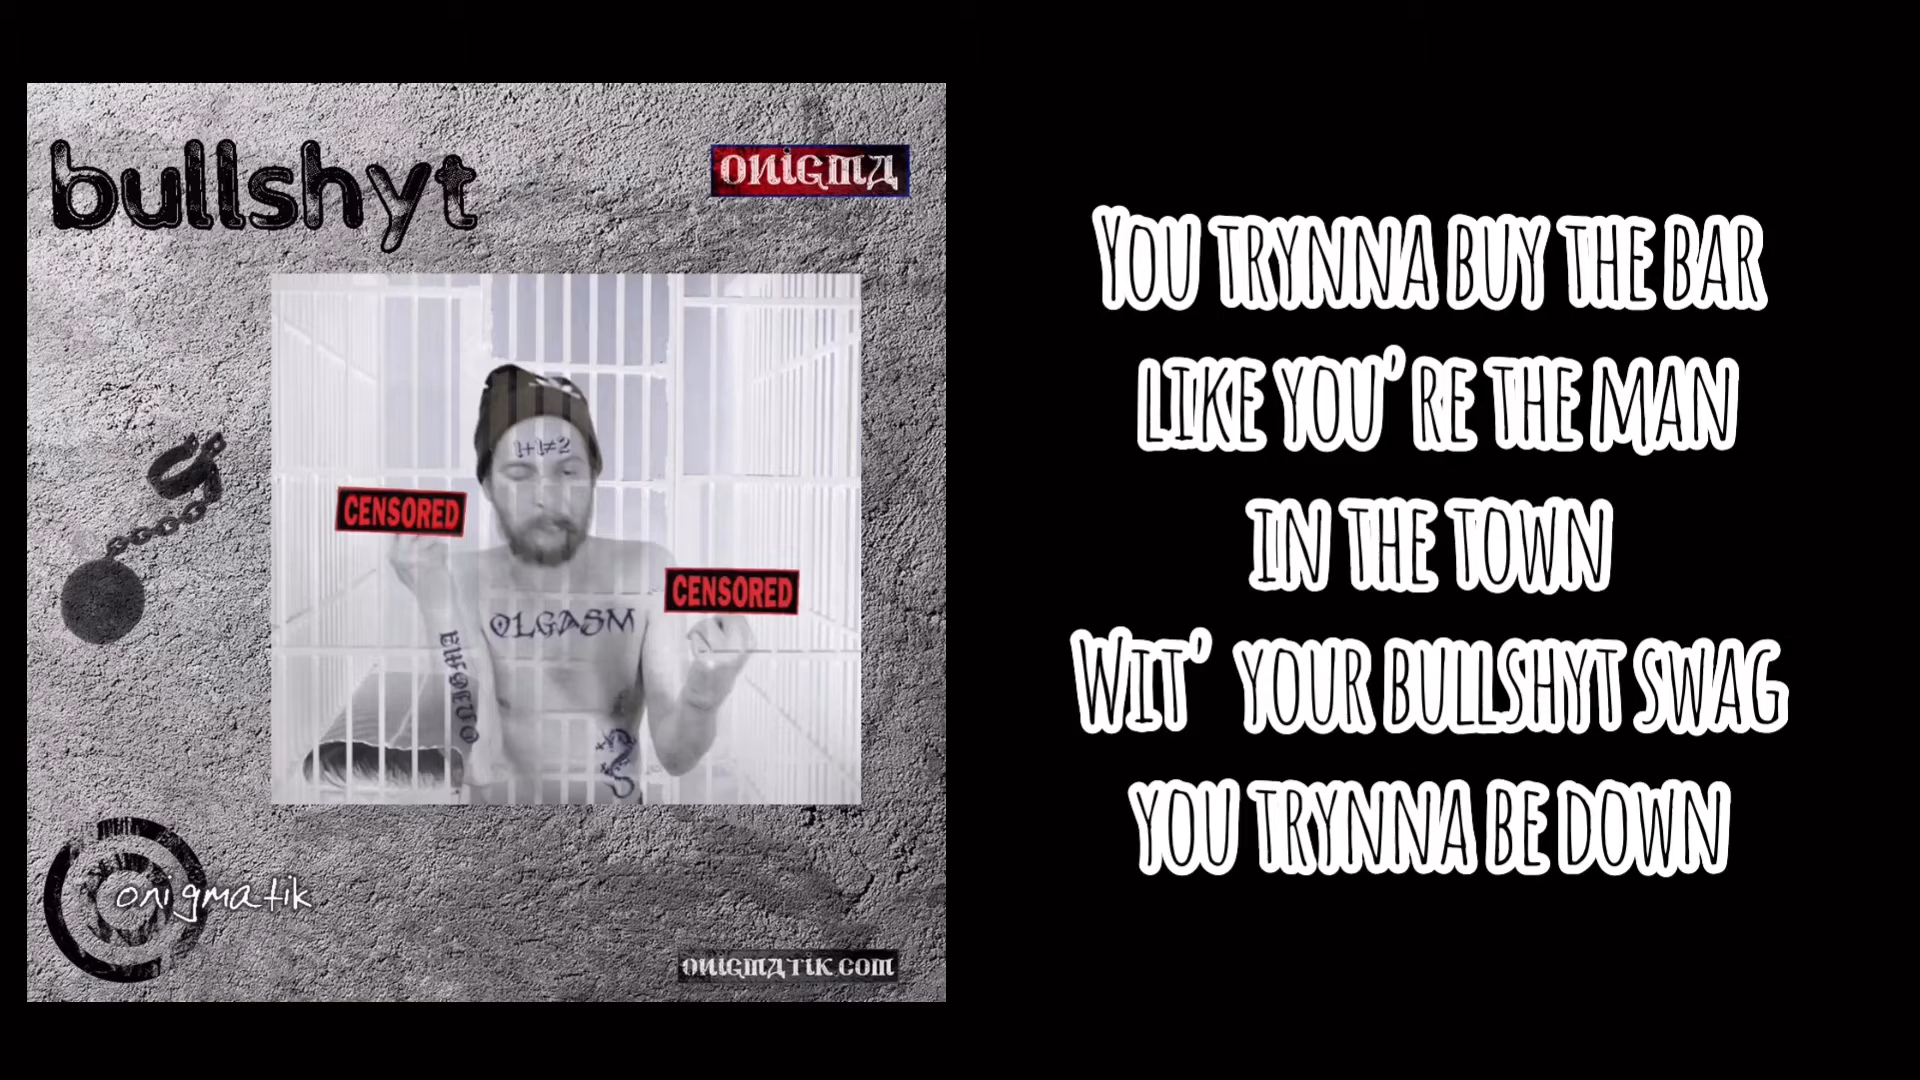 bullshyt
ONIGMA
1+1≠2
CENSORED
CENSORED
OLGASM
onigmatik
ONIGMATIK.COM
YOU TRYNNA BUY THE BAR
LIKE YOU'RE THE MAN
IN THE TOWN
WIT' YOUR BULLSHYT SWAG
YOU TRYNNA BE DOWN